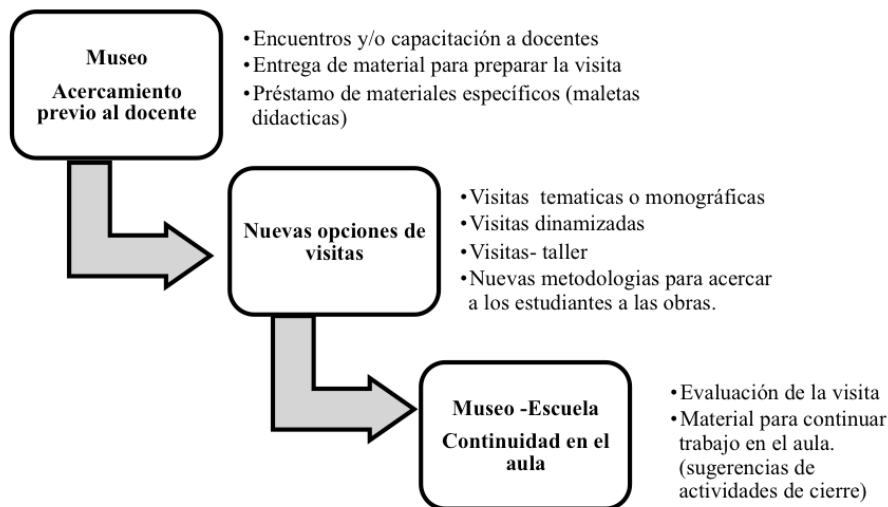 Museo
Acercamiento
previo al docente
•Encuentros y/o capacitación a docentes
•Entrega de material para preparar la visita
•Préstamo de materiales específicos (maletas
didacticas)
Nuevas opciones de
visitas
•Visitas tematicas o monográficas
•Visitas dinamizadas
•Visitas- taller
•Nuevas metodologias para acercar
a los estudiantes a las obras.
Museo -Escuela
Continuidad en el
aula
•Evaluación de la visita
•Material para continuar
trabajo en el aula.
(sugerencias de
actividades de cierre)